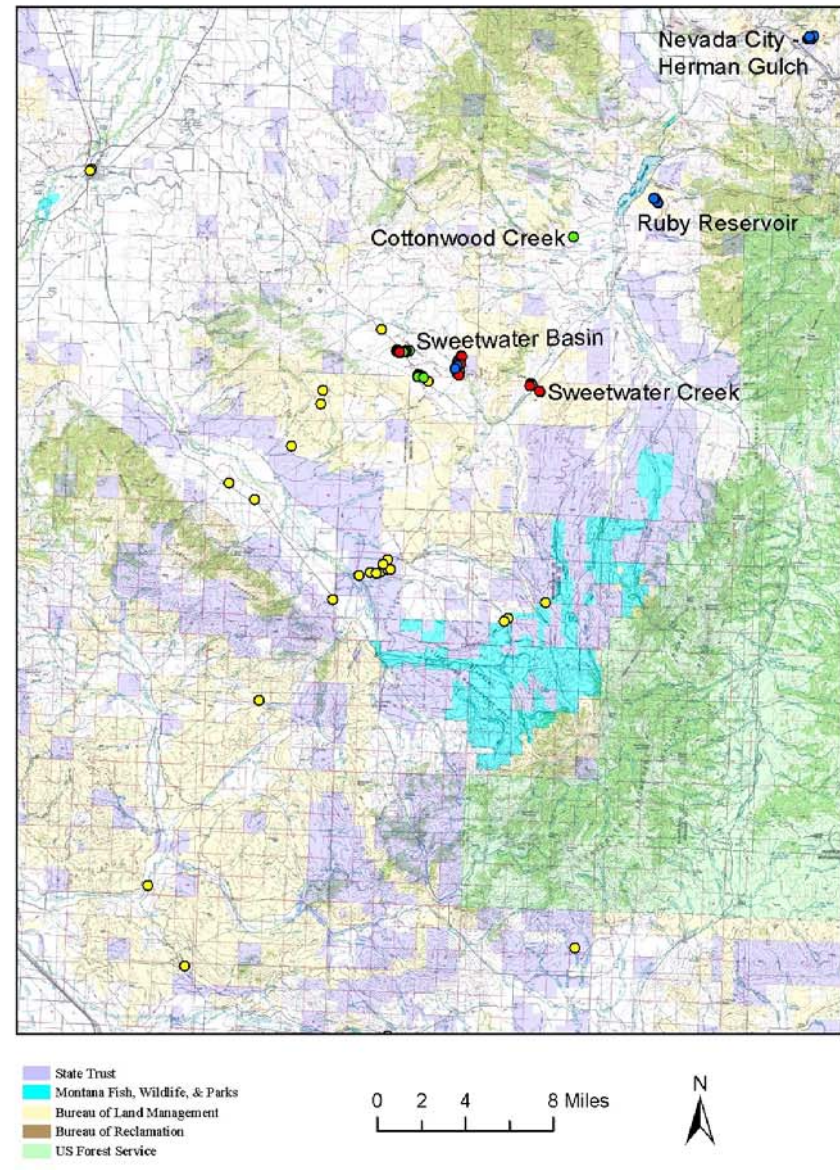 Nevada City -
Herman Gulch
Ruby Reservoir
Cottonwood Creek
Sweetwater Basin
Sweetwater Creek
State Trust
Montana Fish, Wildlife, & Parks
Bureau of Land Management
Bureau of Reclamation
US Forest Service
0 2 4 8 Miles
N